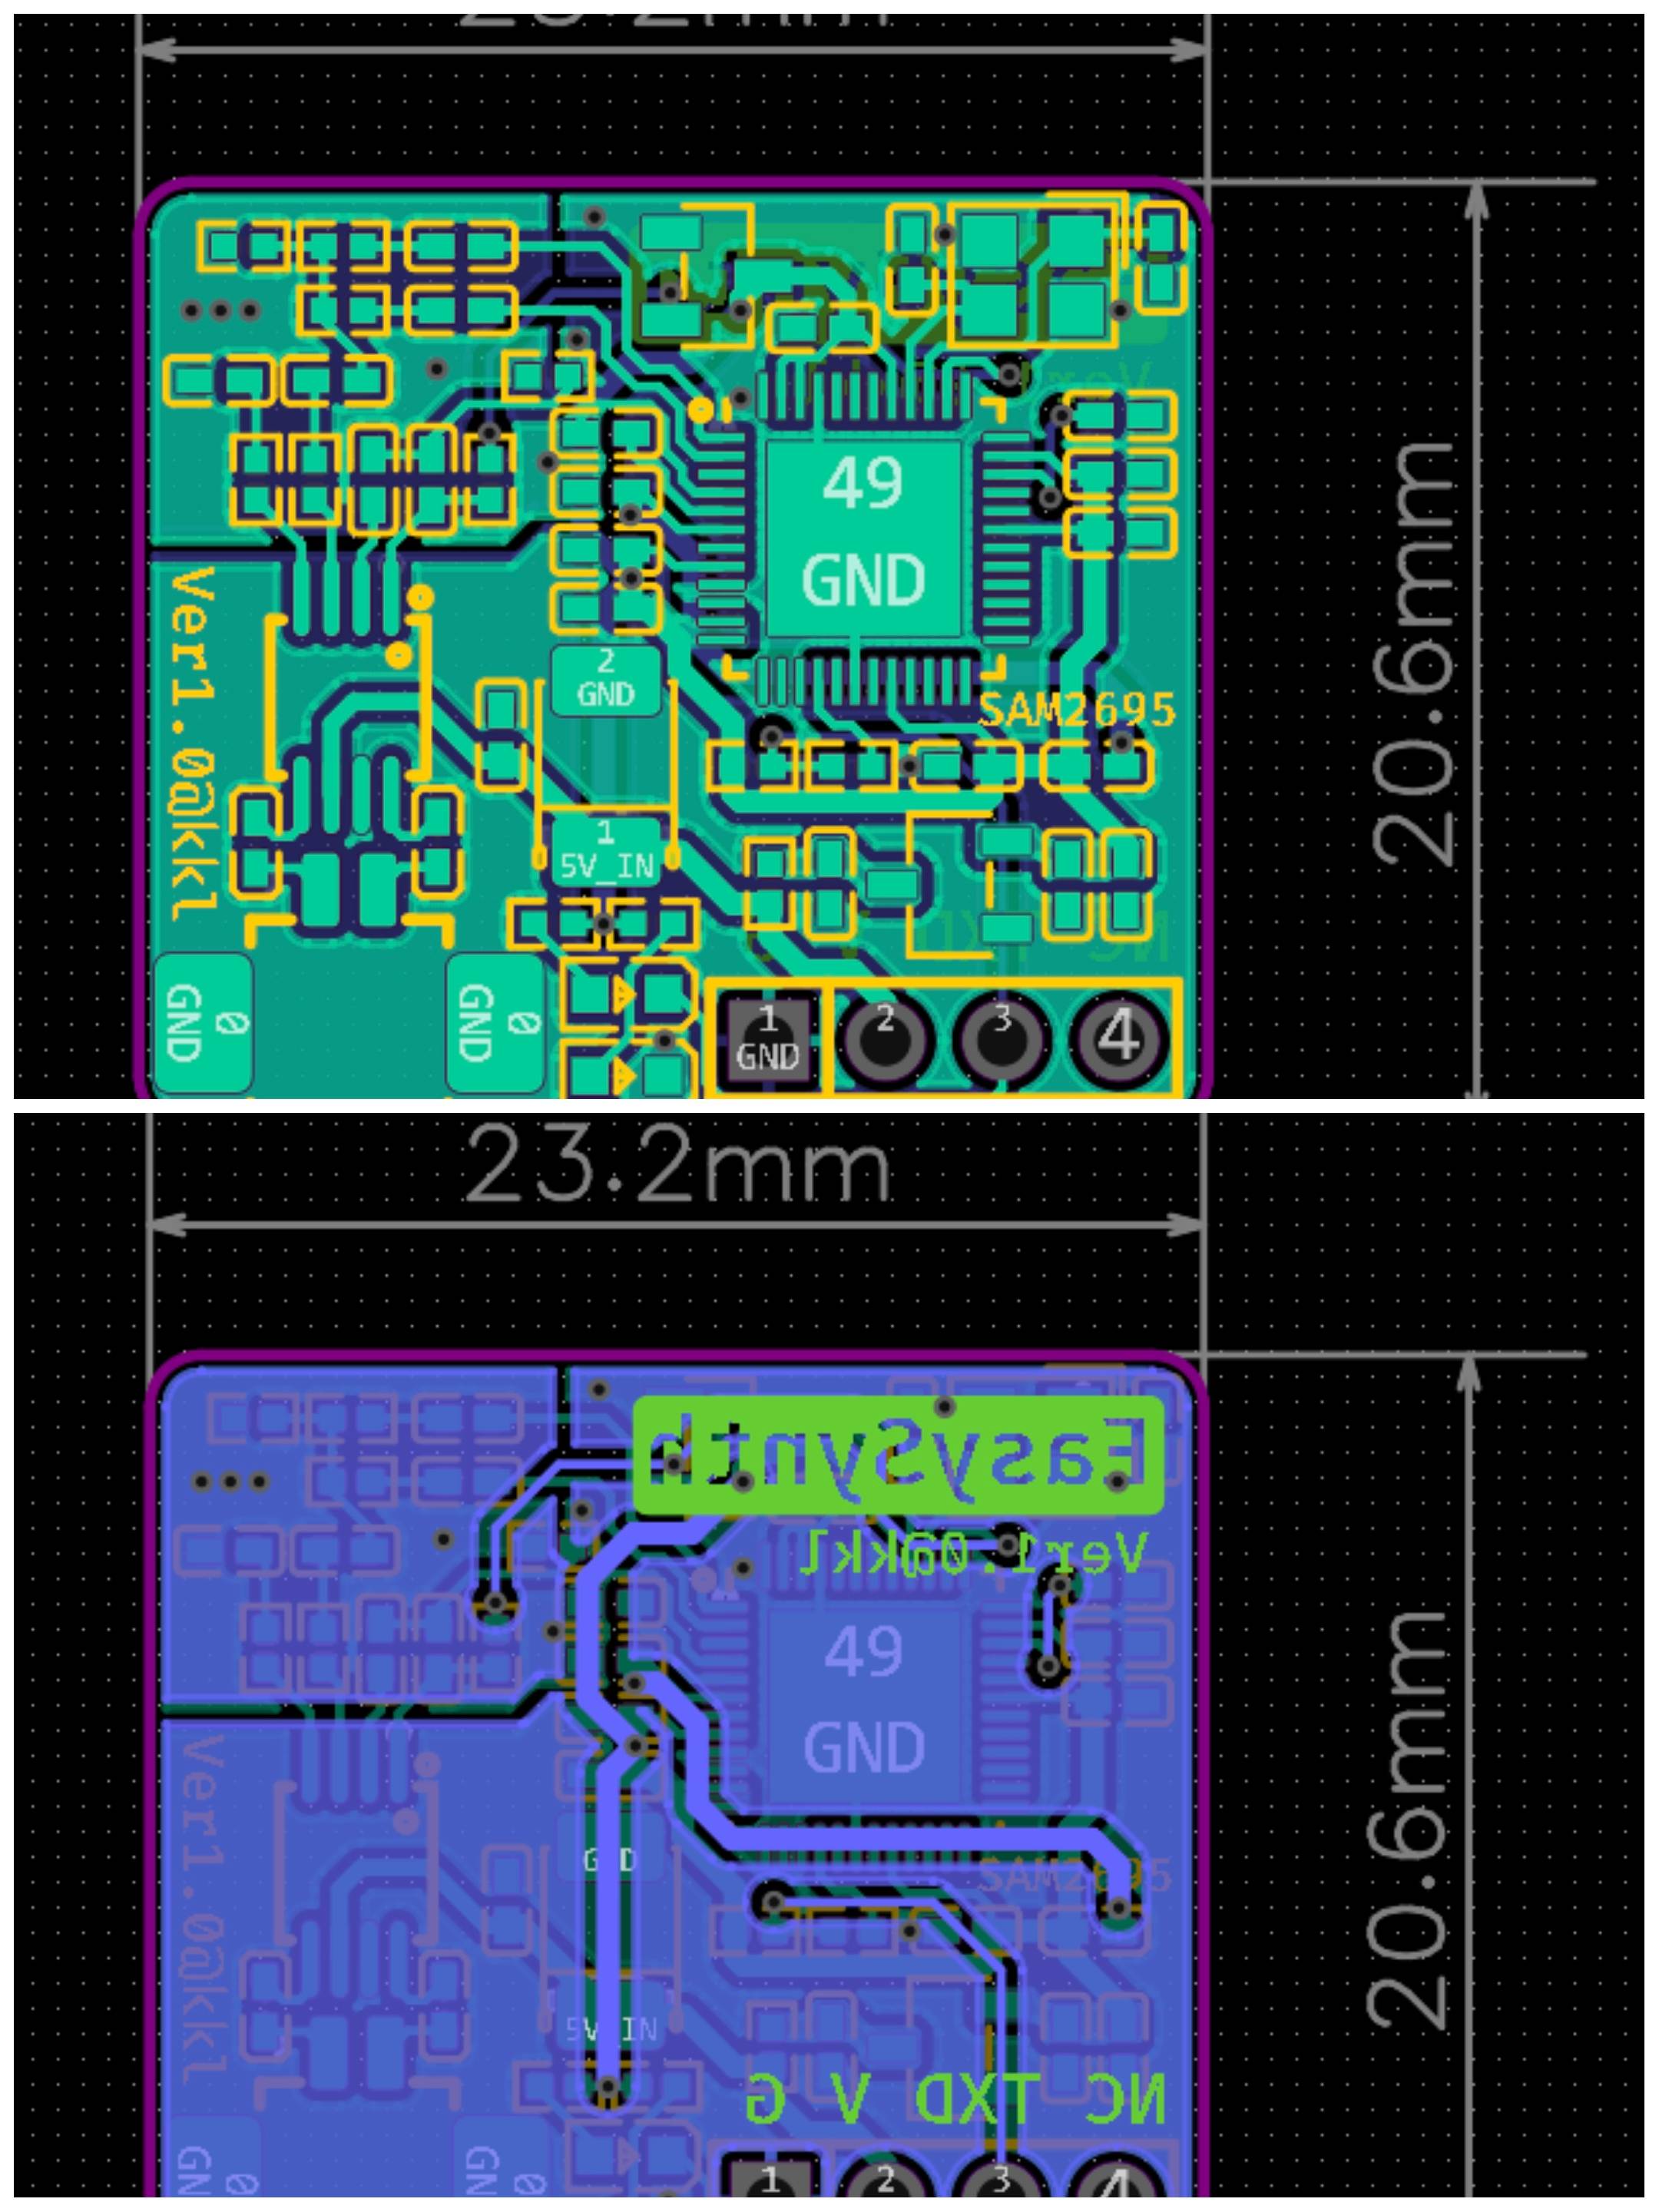 23.2mm
49
GND
20.6mm
Ver1.0@kkl
2
GND
SAM2695
1
5V_IN
0
GND
0
GND
1
GND
2
3
4
23.2mm
EasySynth
Ver1.0@kkl
49
GND
20.6mm
Ver1.0@kkl
GND
SAM2695
5V_IN
G V TXD NC
0
0
1
2
3
4